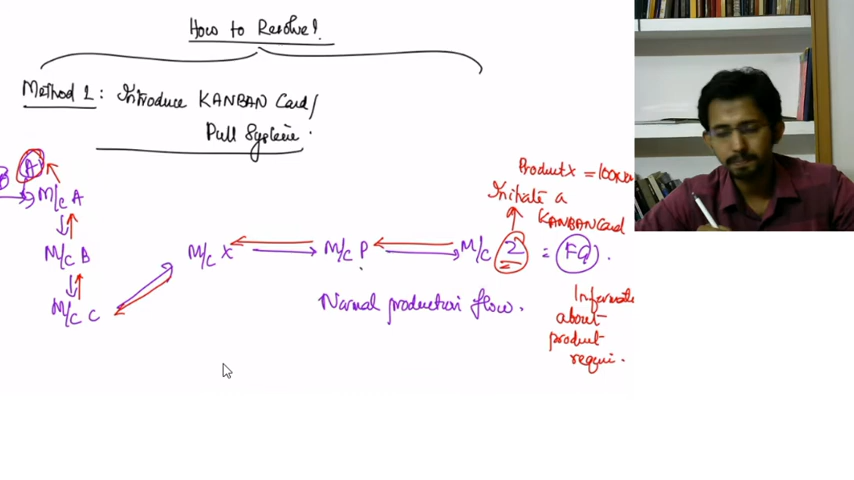 How to Resolve?
Method 1: Introduce KANBAN Card/
Pull System.
B
A
M/c A
M/c B
M/c C
M/c X
M/c P
M/c 2 = FG.
Product X = 100
Initiate a
KANBAN Card
Normal production flow.
about
product
requi.